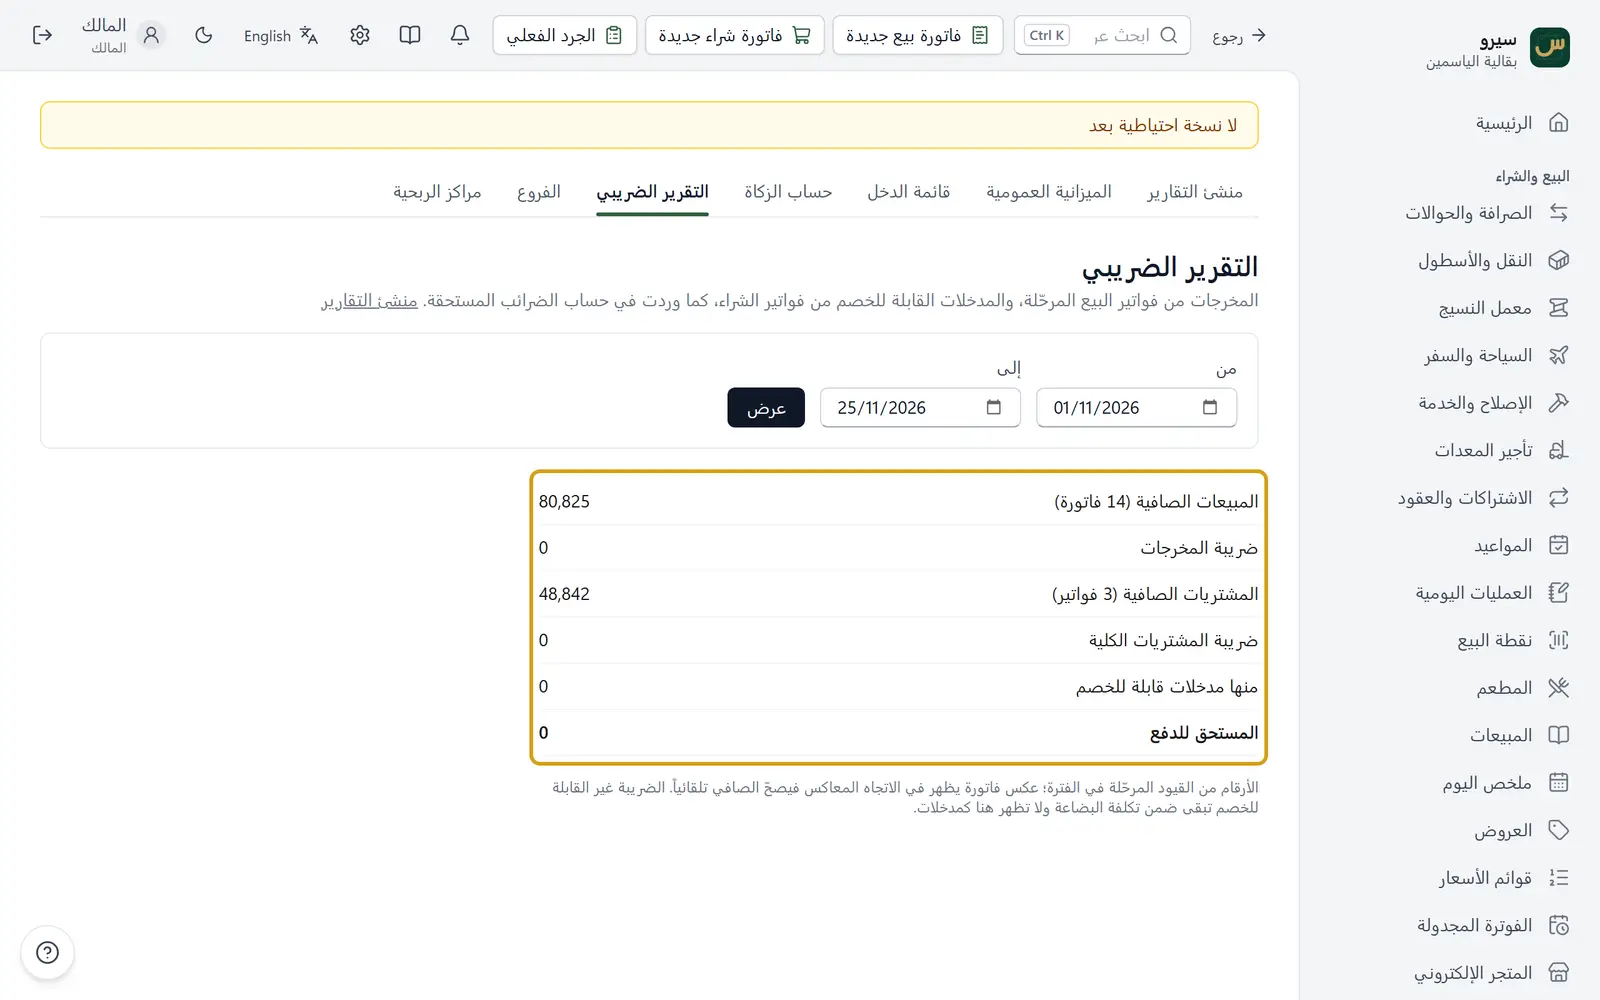 سيرو
بقالية الياسمين
رجوع
ابحث عر
Ctrl K
فاتورة بيع جديدة
فاتورة شراء جديدة
الجرد الفعلي
English
المالك
المالك
الرئيسية
البيع والشراء
الصرافة والحوالات
النقل والأسطول
معمل النسيج
السياحة والسفر
الإصلاح والخدمة
تأجير المعدات
الاشتراكات والعقود
المواعيد
العمليات اليومية
نقطة البيع
المطعم
المبيعات
ملخص اليوم
العروض
قوائم الأسعار
الفوترة المجدولة
المتجر الإلكتروني
لا نسخة احتياطية بعد
منشئ التقارير
الميزانية العمومية
قائمة الدخل
حساب الزكاة
التقرير الضريبي
الفروع
مراكز الربحية
التقرير الضريبي
المخرجات من فواتير البيع المرحّلة، والمدخلات القابلة للخصم من فواتير الشراء، كما وردت في حساب الضرائب المستحقة. منشئ التقارير
من
01/11/2026
إلى
25/11/2026
عرض
المبيعات الصافية (14 فاتورة) 80,825
ضريبة المخرجات 0
المشتريات الصافية (3 فواتير) 48,842
ضريبة المشتريات الكلية 0
منها مدخلات قابلة للخصم 0
المستحق للدفع 0
الأرقام من القيود المرحّلة في الفترة؛ عكس فاتورة يظهر في الاتجاه المعاكس فيصحّ الصافي تلقائياً. الضريبة غير القابلة
للخصم تبقى ضمن تكلفة البضاعة ولا تظهر هنا كمدخلات.